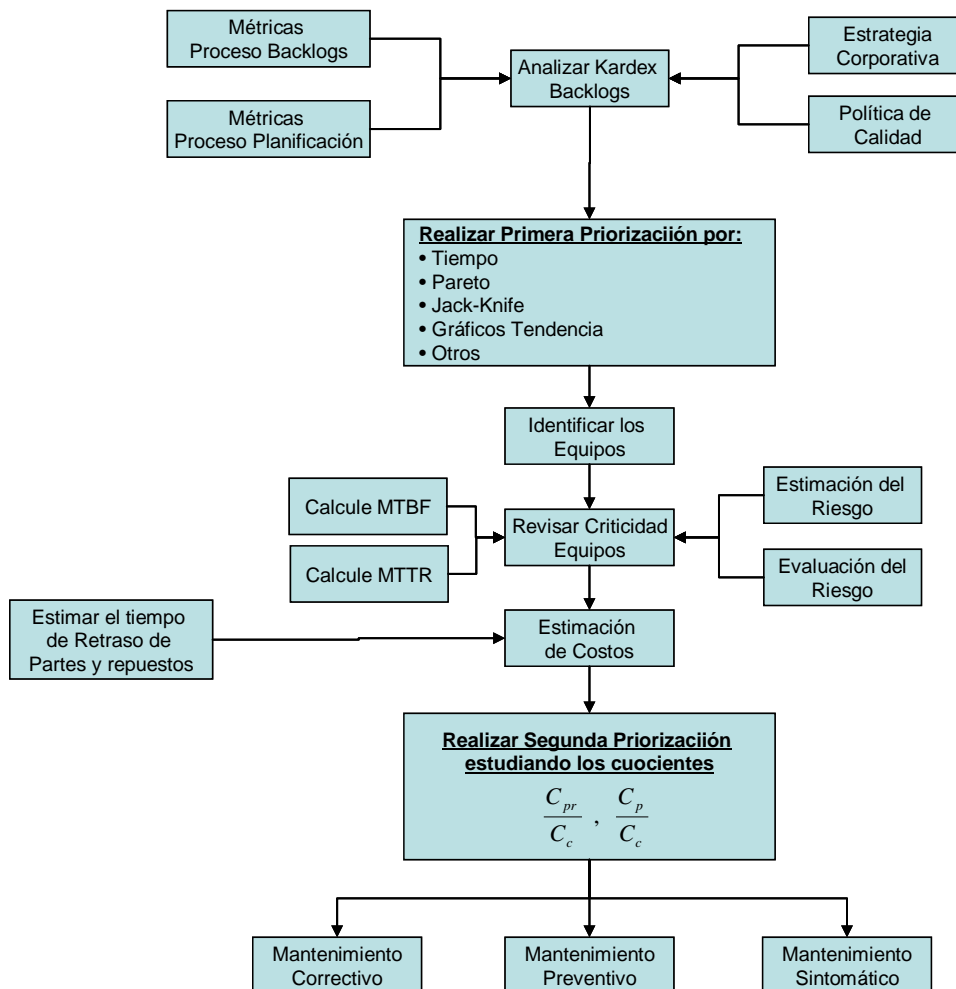 Métricas
Proceso Backlogs
Métricas
Proceso Planificación
Analizar Kardex
Backlogs
Estrategia
Corporativa
Política de
Calidad
Realizar Primera Priorizaciión por:
• Tiempo
• Pareto
• Jack-Knife
• Gráficos Tendencia
• Otros
Identificar los
Equipos
Calcule MTBF
Calcule MTTR
Revisar Criticidad
Equipos
Estimación del
Riesgo
Evaluación del
Riesgo
Estimar el tiempo
de Retraso de
Partes y repuestos
Estimación
de Costos
Realizar Segunda Priorizaciión
estudiando los cuocientes
C_pr / C_c , C_p / C_c
Mantenimiento
Correctivo
Mantenimiento
Preventivo
Mantenimiento
Sintomático